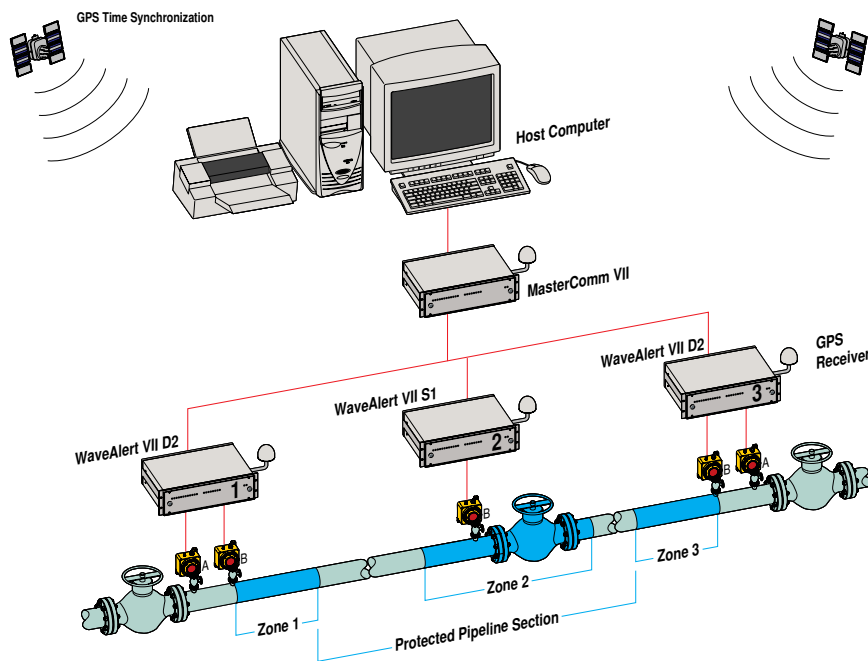 GPS Time Synchronization
Host Computer
MasterComm VII
WaveAlert VII D2
GPS
Receiver
3
WaveAlert VII S1
2
WaveAlert VII D2
1
B
A
B
A
B
Zone 3
Zone 2
Zone 1
Protected Pipeline Section